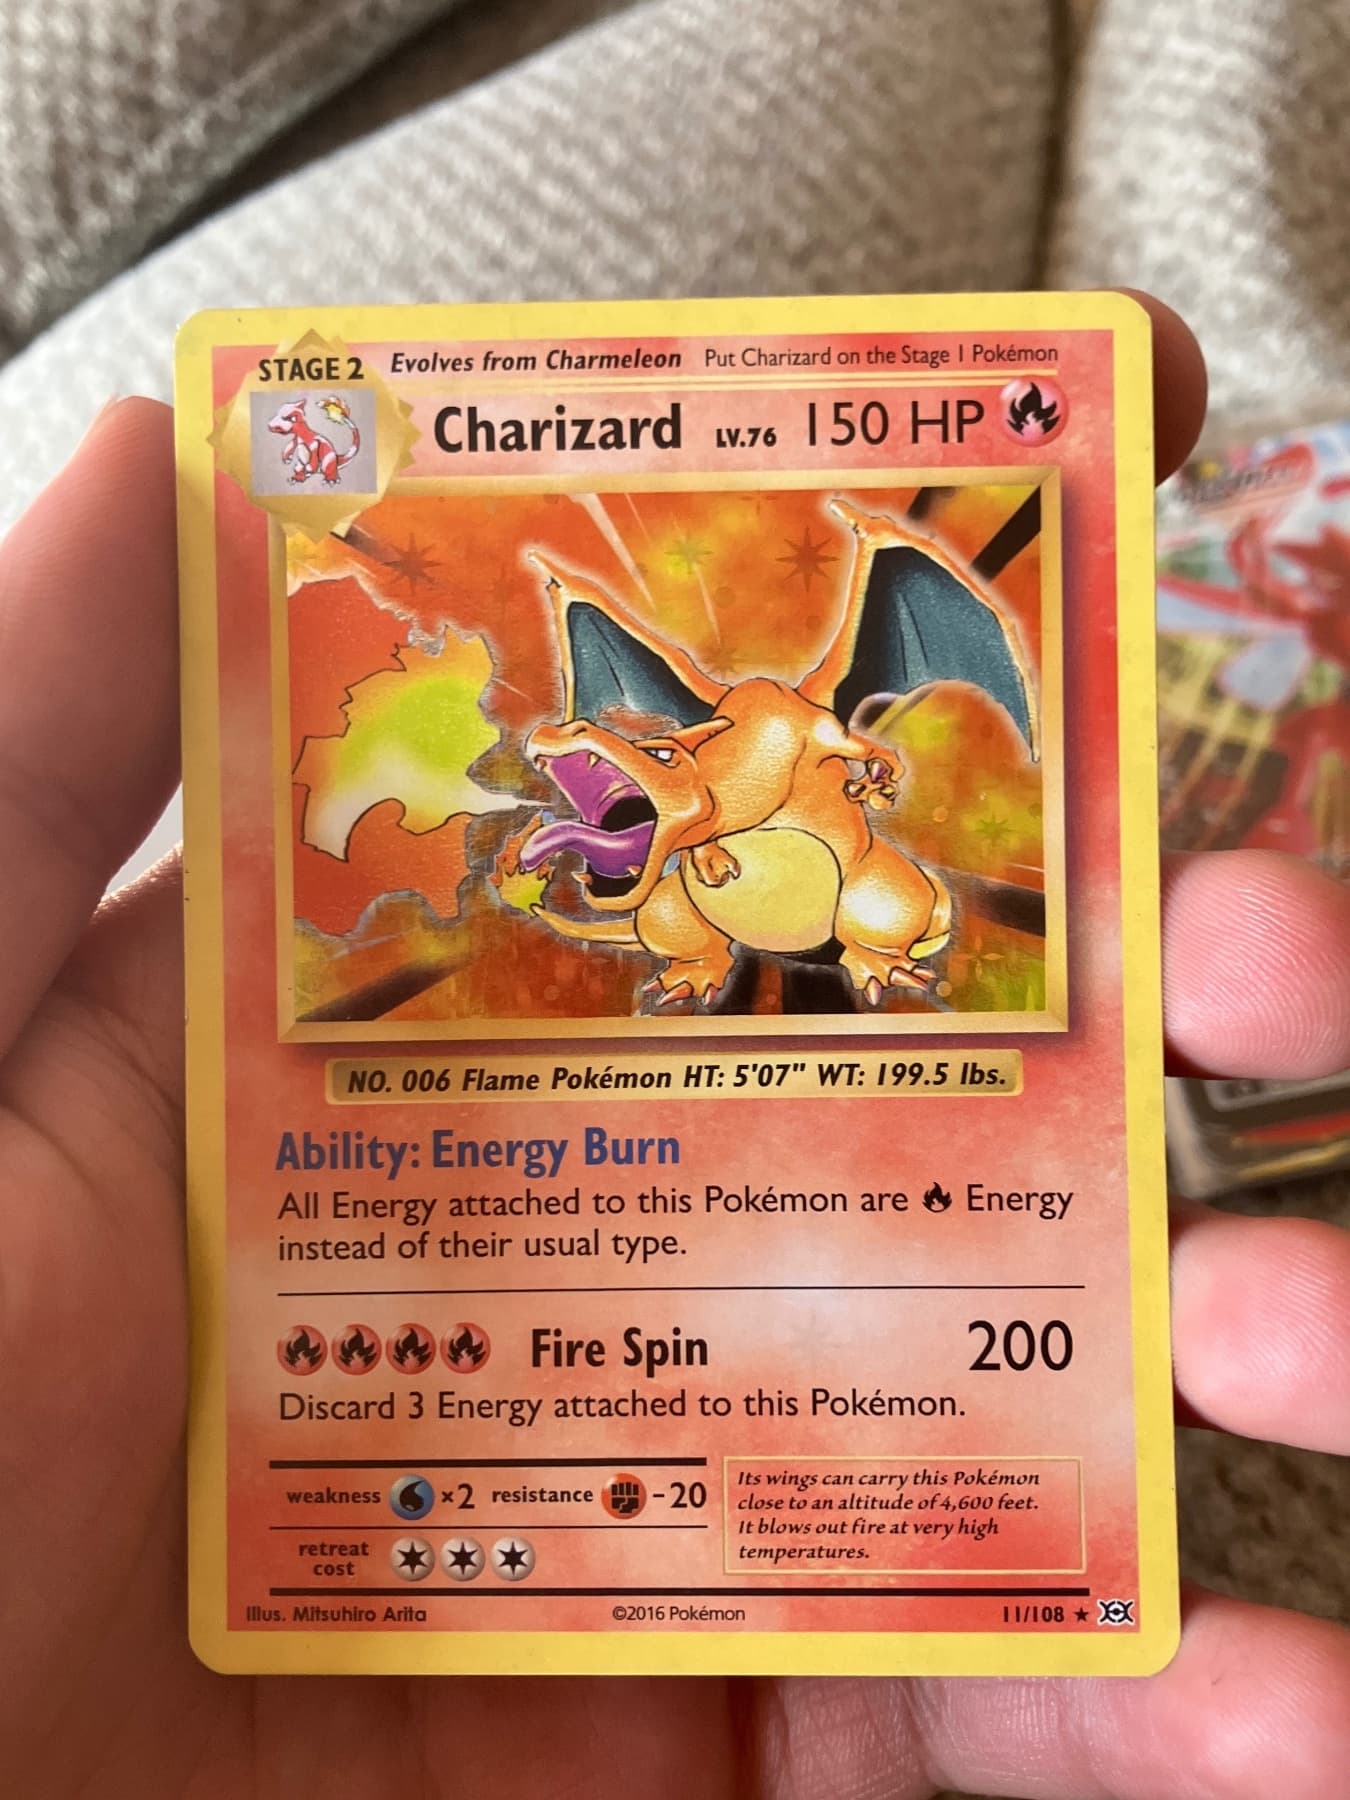 STAGE 2 Evolves from Charmeleon Put Charizard on the Stage 1 Pokémon
Charizard LV.76 150 HP
NO. 006 Flame Pokémon HT: 5'07" WT: 199.5 lbs.
Ability: Energy Burn
All Energy attached to this Pokémon are Energy
instead of their usual type.
Fire Spin 200
Discard 3 Energy attached to this Pokémon.
weakness ×2 resistance -20
retreat
cost
Its wings can carry this Pokémon
close to an altitude of 4,600 feet.
It blows out fire at very high
temperatures.
Illus. Mitsuhiro Arita ©2016 Pokémon 11/108 ★